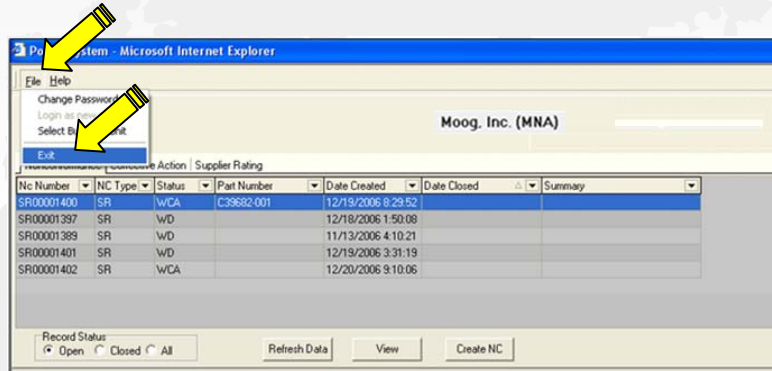 Microsoft Internet Explorer
File Help
Change Password
Login as new
Select
Exit
Moog, Inc. (MNA)
Action Supplier Rating
Nc Number NC Type Status Part Number Date Created Date Closed Summary
SR00001400 SR WCA C39682-001 12/19/2006 8:29:52
SR00001397 SR WD 12/18/2006 1:50:08
SR00001389 SR WD 11/13/2006 4:10:21
SR00001401 SR WD 12/19/2006 3:31:19
SR00001402 SR WCA 12/20/2006 9:10:06
Record Status
Open Closed All Refresh Data View Create NC